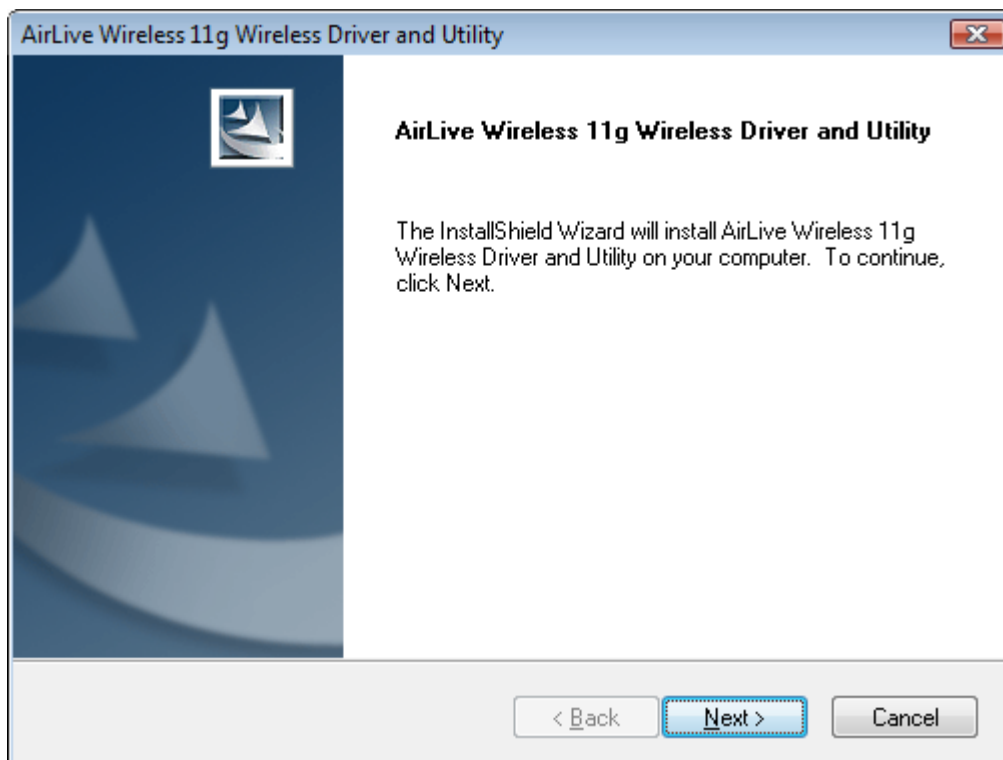 AirLive Wireless 11g Wireless Driver and Utility
AirLive Wireless 11g Wireless Driver and Utility
The InstallShield Wizard will install AirLive Wireless 11g
Wireless Driver and Utility on your computer.  To continue,
click Next.
< Back
Next >
Cancel